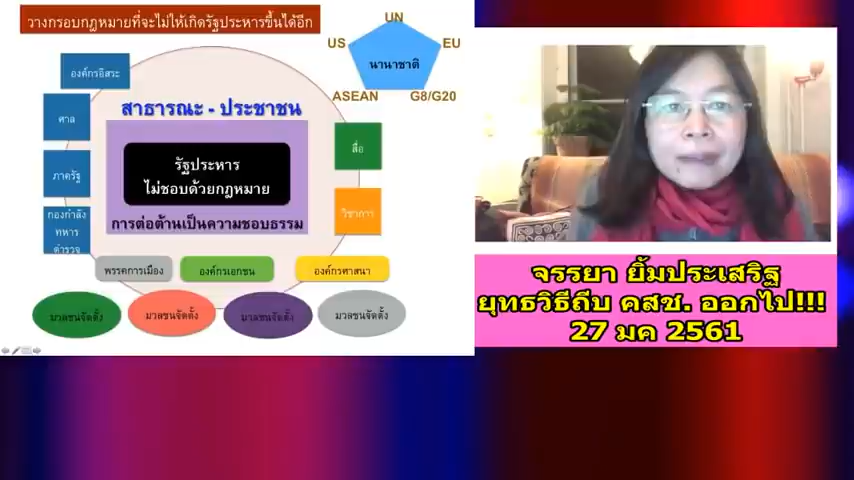 วางกรอบกฎหมายที่จะไม่ให้เกิดรัฐประหารขึ้นได้อีก
UN
US
EU
นานาชาติ
ASEAN
G8/G20
องค์กรอิสระ
สาธารณะ - ประชาชน
ศาล
สื่อ
รัฐประหาร
ไม่ชอบด้วยกฎหมาย
ภาครัฐ
วิชาการ
กองกำลัง
ทหาร
ตำรวจ
การต่อต้านเป็นความชอบธรรม
พรรคการเมือง
องค์กรเอกชน
องค์กรศาสนา
มวลชนจัดตั้ง
มวลชนจัดตั้ง
มวลชนจัดตั้ง
มวลชนจัดตั้ง
จรรยา ยิ้มประเสริฐ
ยุทธวิธีถีบ คสช. ออกไป!!!
27 มค 2561